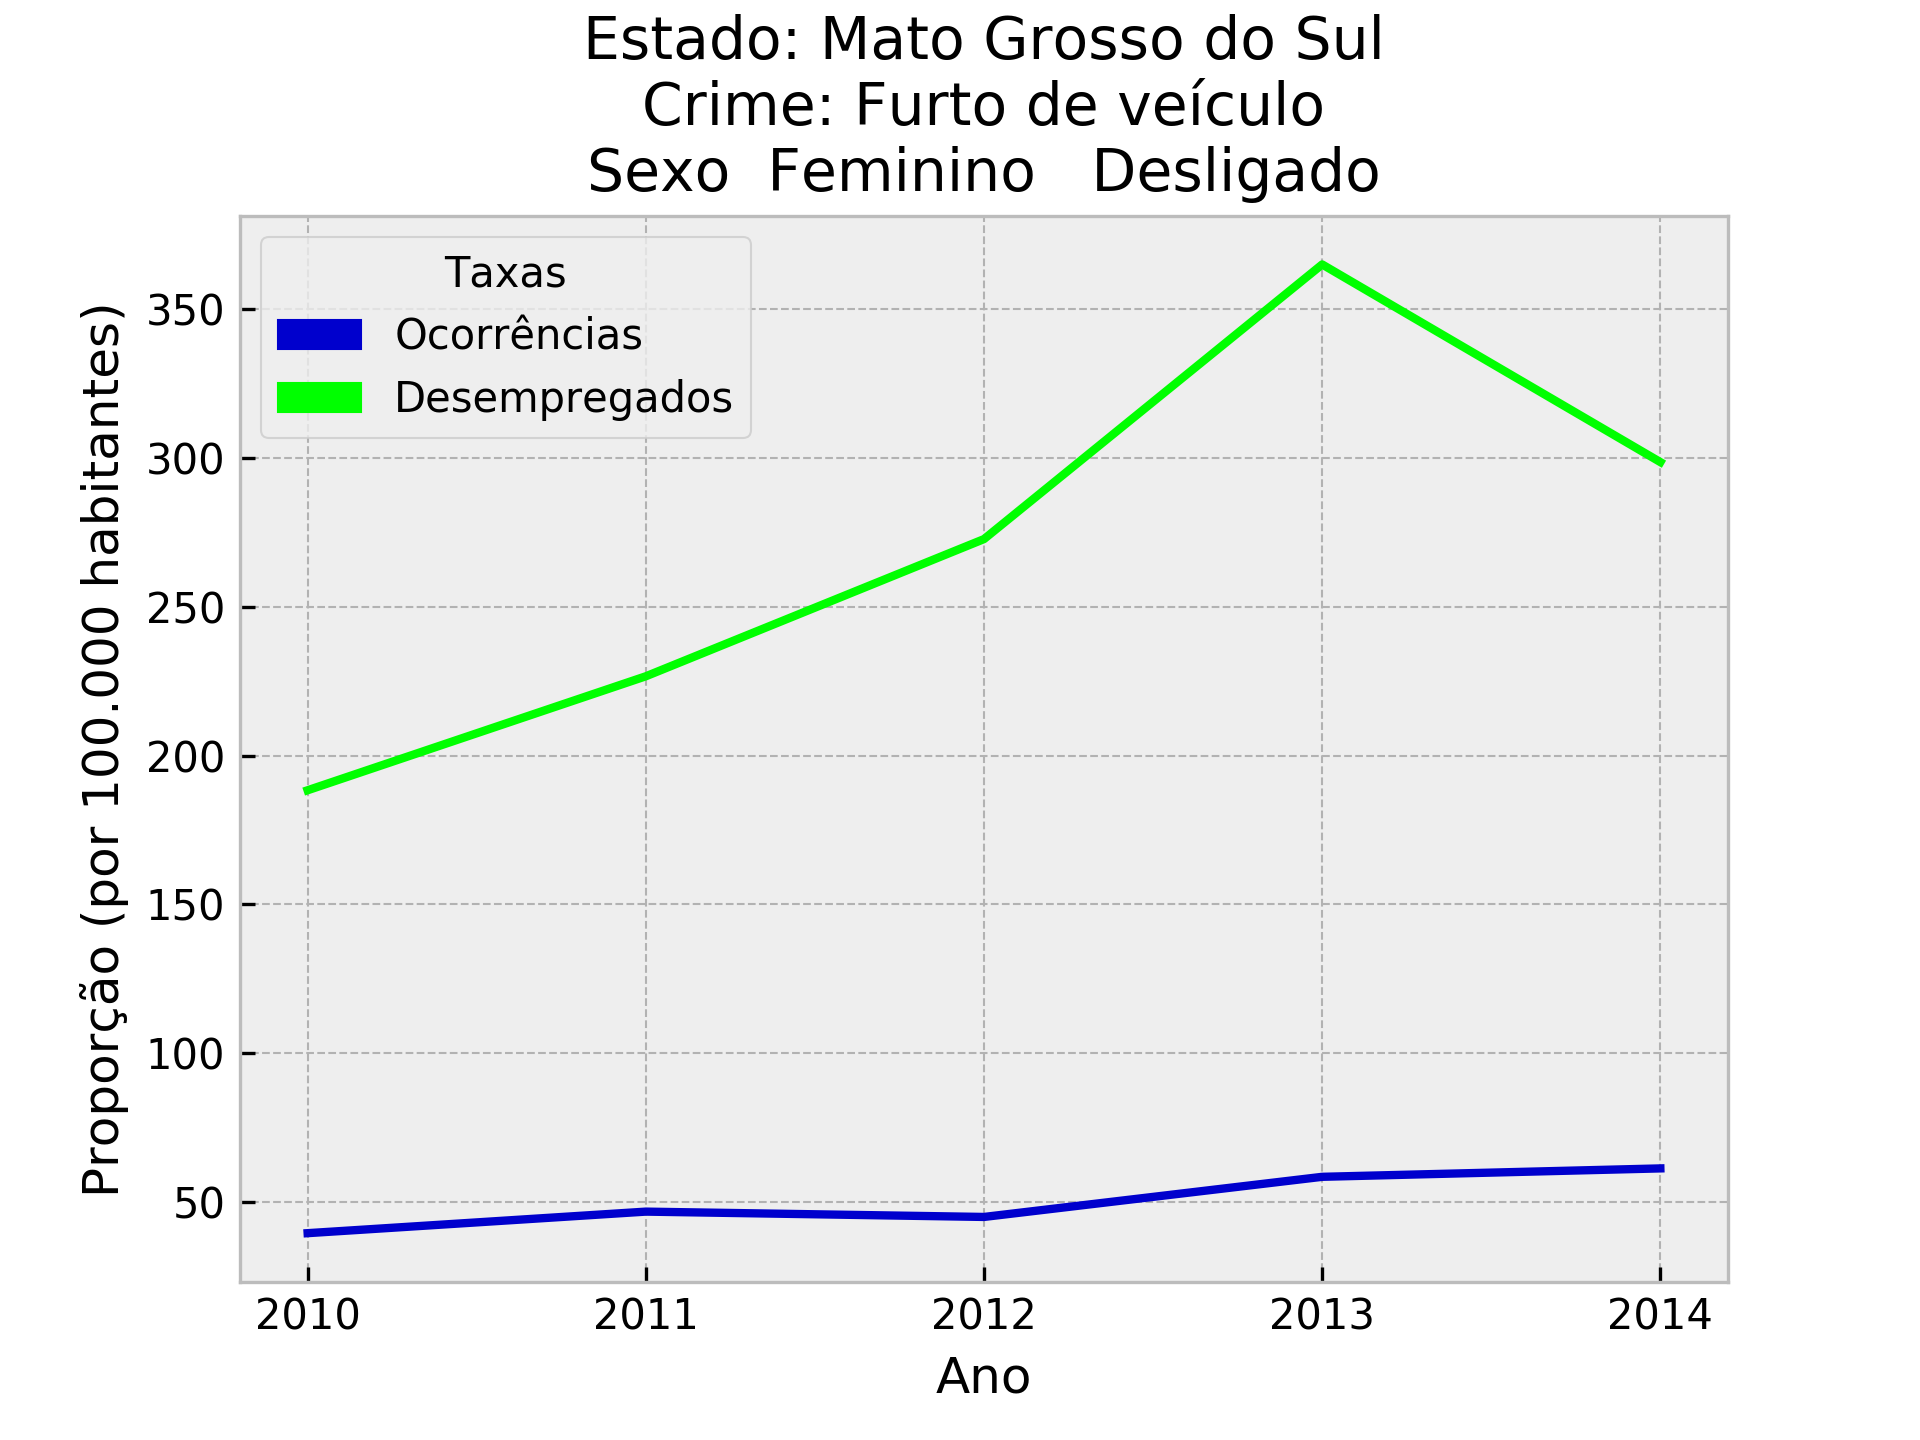 Estado: Mato Grosso do Sul
Crime: Furto de veículo
Sexo  Feminino   Desligado
Taxas
Ocorrências
Desempregados
Proporção (por 100.000 habitantes)
350
300
250
200
150
100
50
2010 2011 2012 2013 2014
Ano